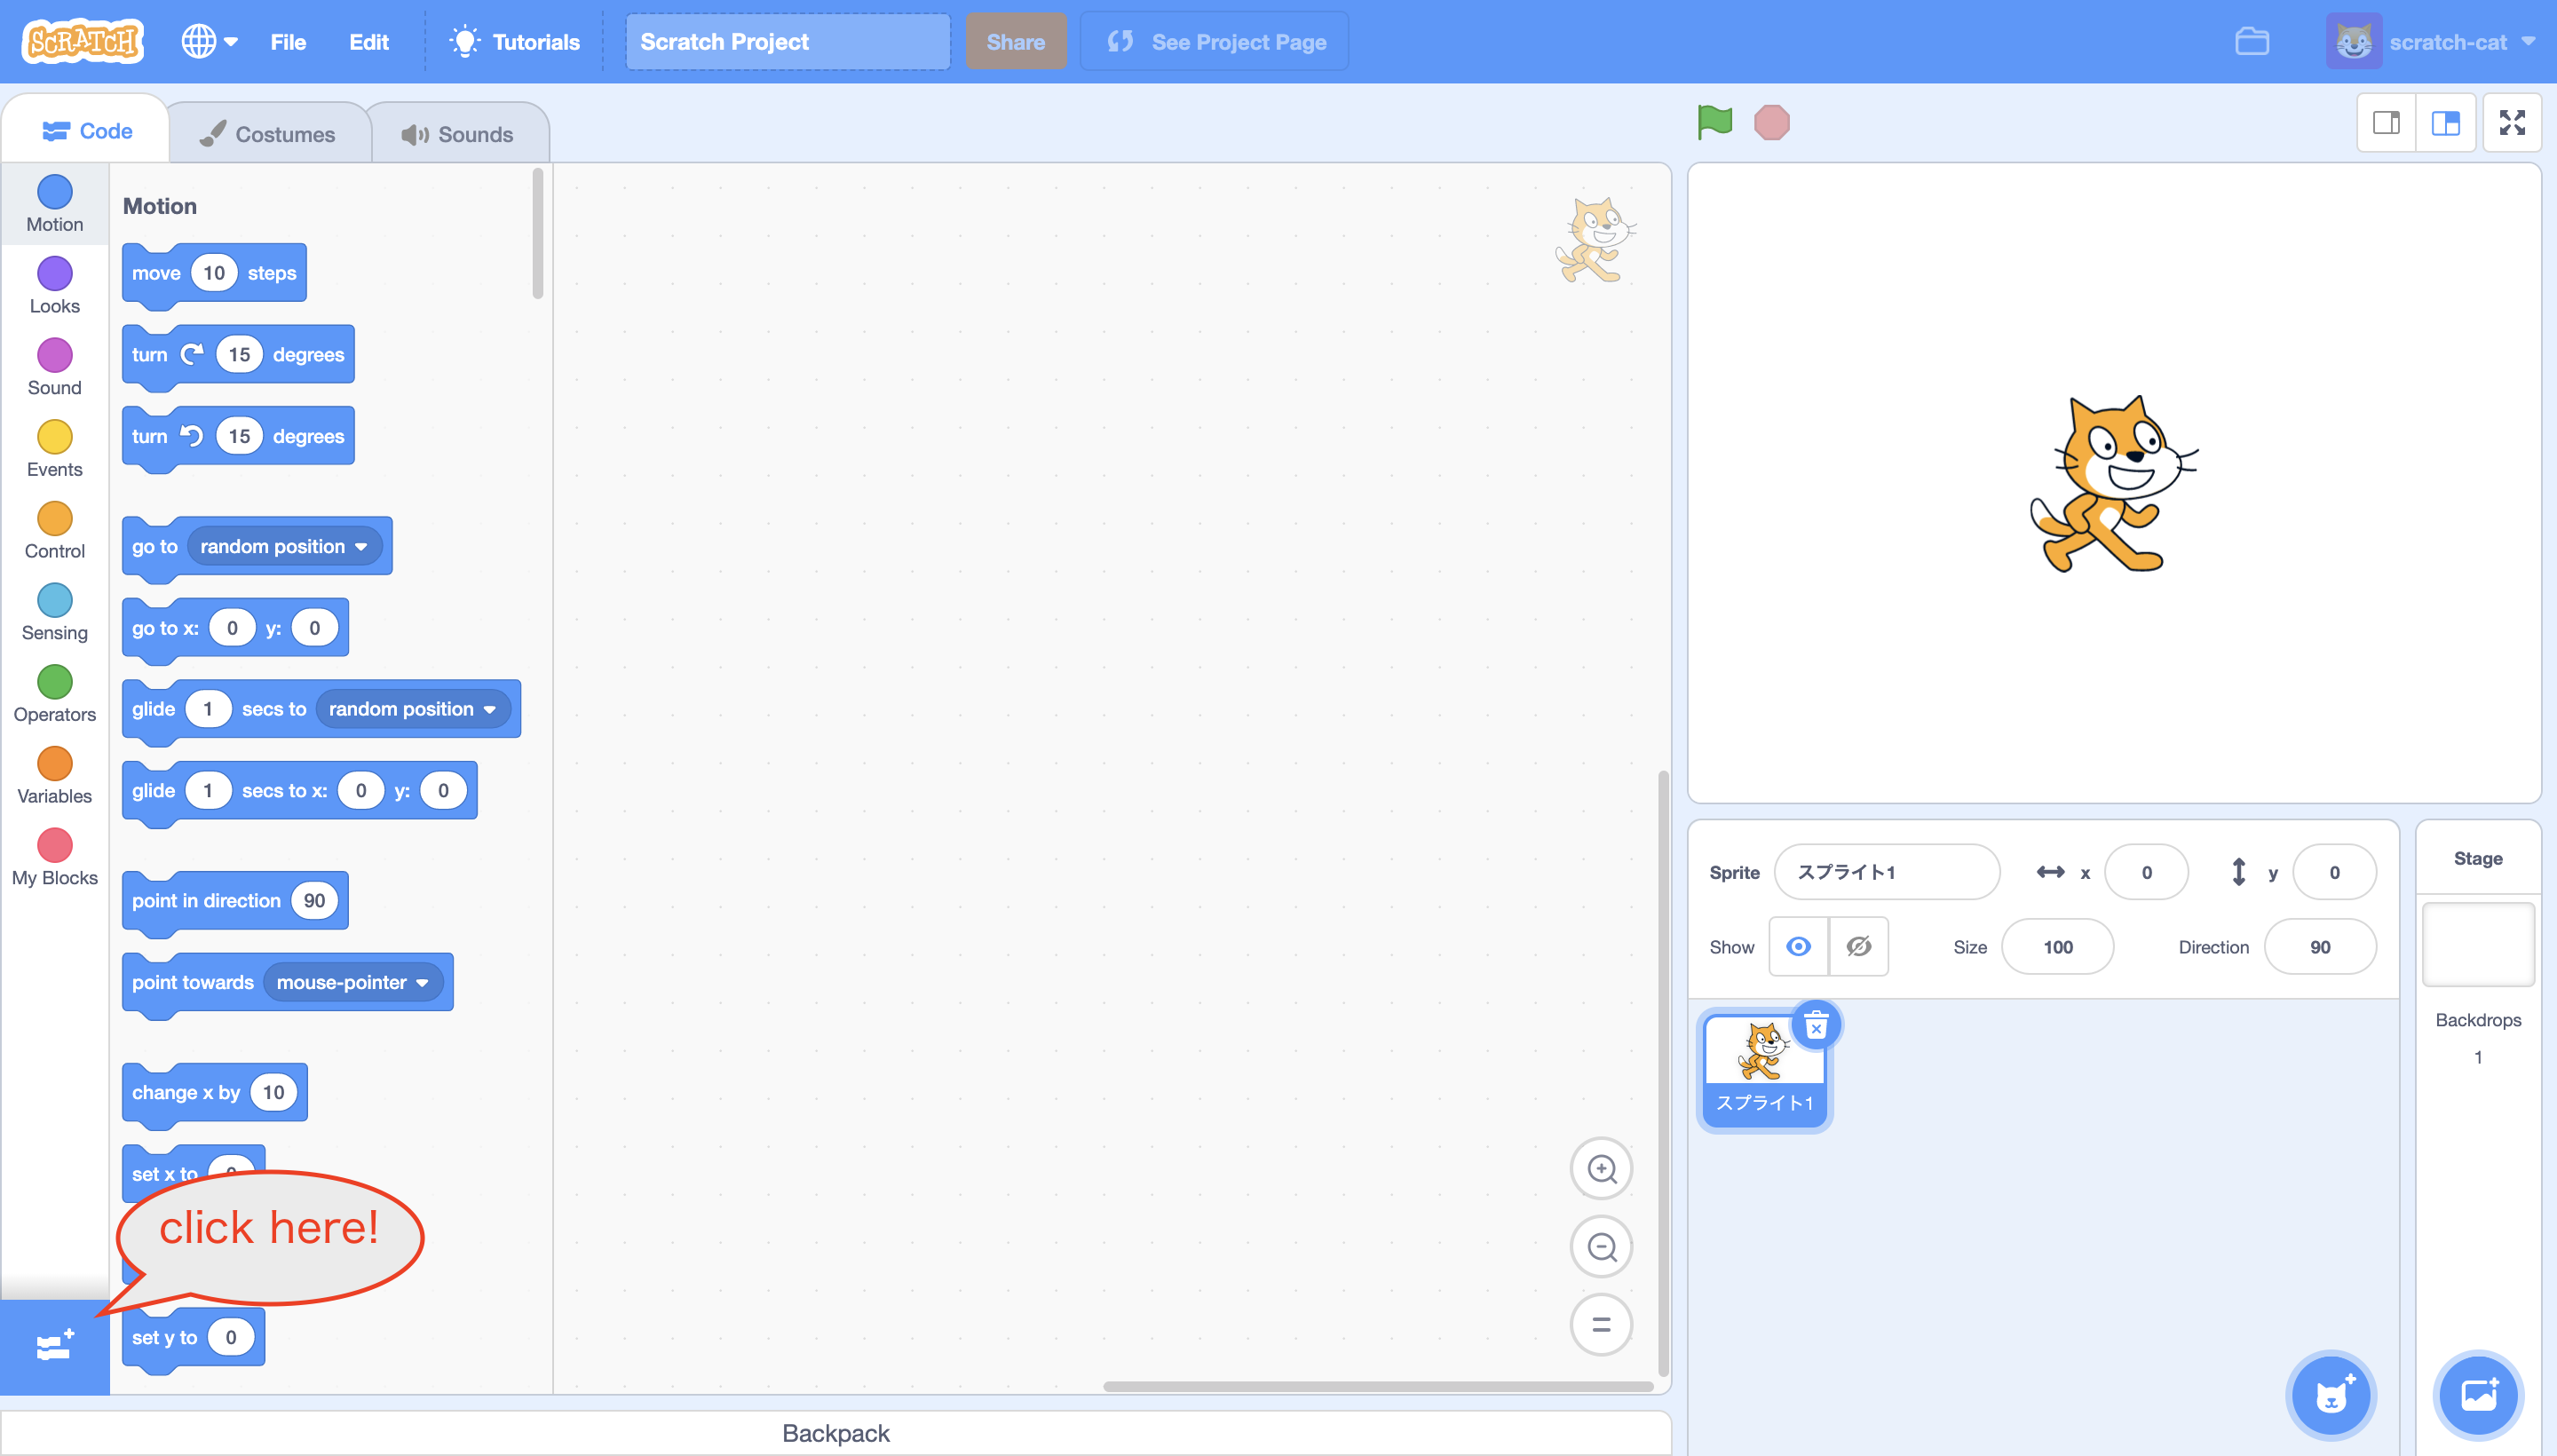 SCRATCH
File
Edit
Tutorials
Scratch Project
Share
See Project Page
scratch-cat
Code
Costumes
Sounds
Motion
Looks
Sound
Events
Control
Sensing
Operators
Variables
My Blocks
Motion
move 10 steps
turn 15 degrees
turn 15 degrees
go to random position
go to x: 0 y: 0
glide 1 secs to random position
glide 1 secs to x: 0 y: 0
point in direction 90
point towards mouse-pointer
change x by 10
set x to 0
click here!
set y to 0
Backpack
Sprite スプライト1 x 0 y 0
Show Size 100 Direction 90
スプライト1
Stage
Backdrops
1